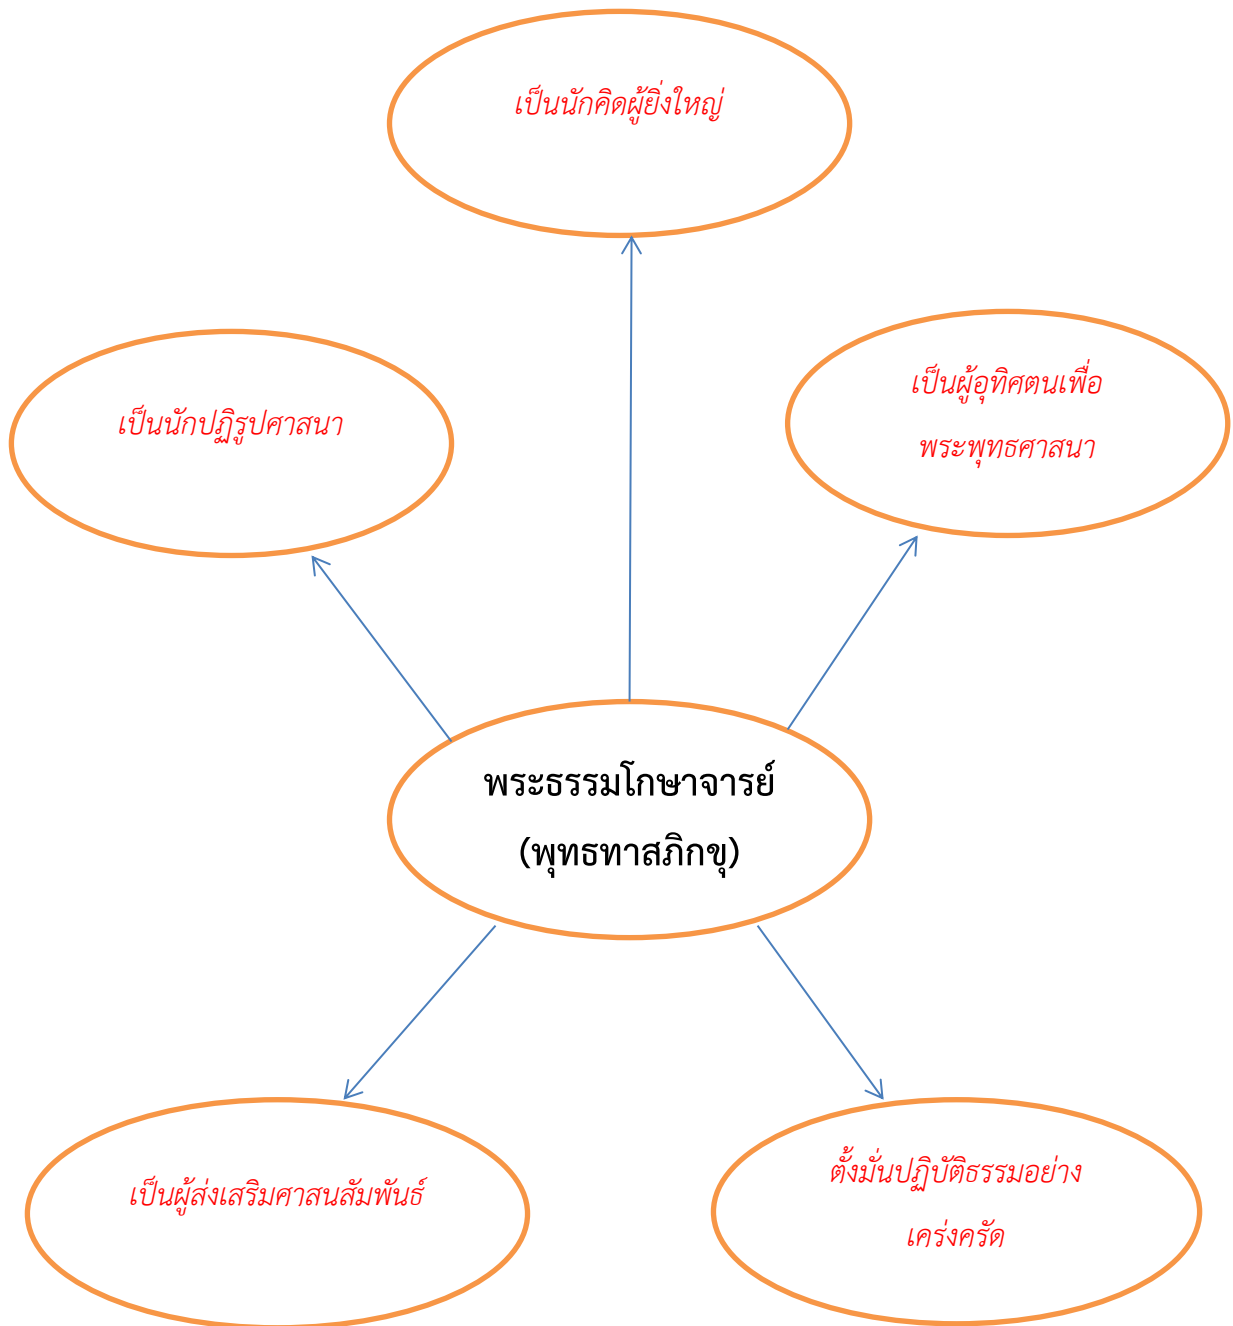 เป็นนักคิดผู้ยิ่งใหญ่
เป็นนักปฏิรูปศาสนา
เป็นผู้อุทิศตนเพื่อ
พระพุทธศาสนา
พระธรรมโกษาจารย์
(พุทธทาสภิกขุ)
เป็นผู้ส่งเสริมศาสนสัมพันธ์
ตั้งมั่นปฏิบัติธรรมอย่าง
เคร่งครัด